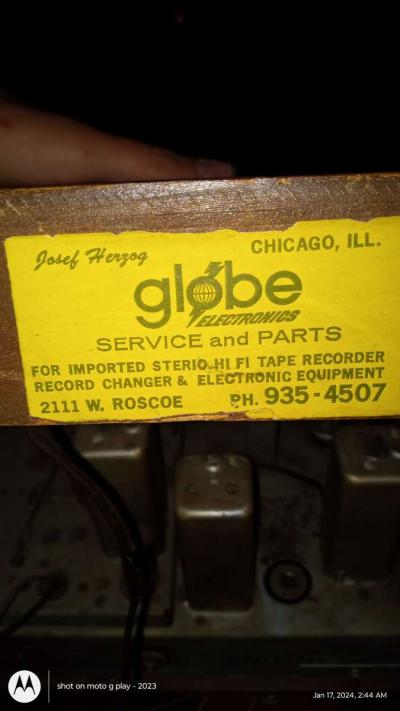 Josef Herzog
CHICAGO, ILL.
globe
ELECTRONICS
SERVICE and PARTS
FOR IMPORTED STERIO-HI FI TAPE RECORDER
RECORD CHANGER & ELECTRONIC EQUIPMENT
2111 W. ROSCOE PH. 935-4507
shot on moto g play - 2023
Jan 17, 2024, 2:44 AM